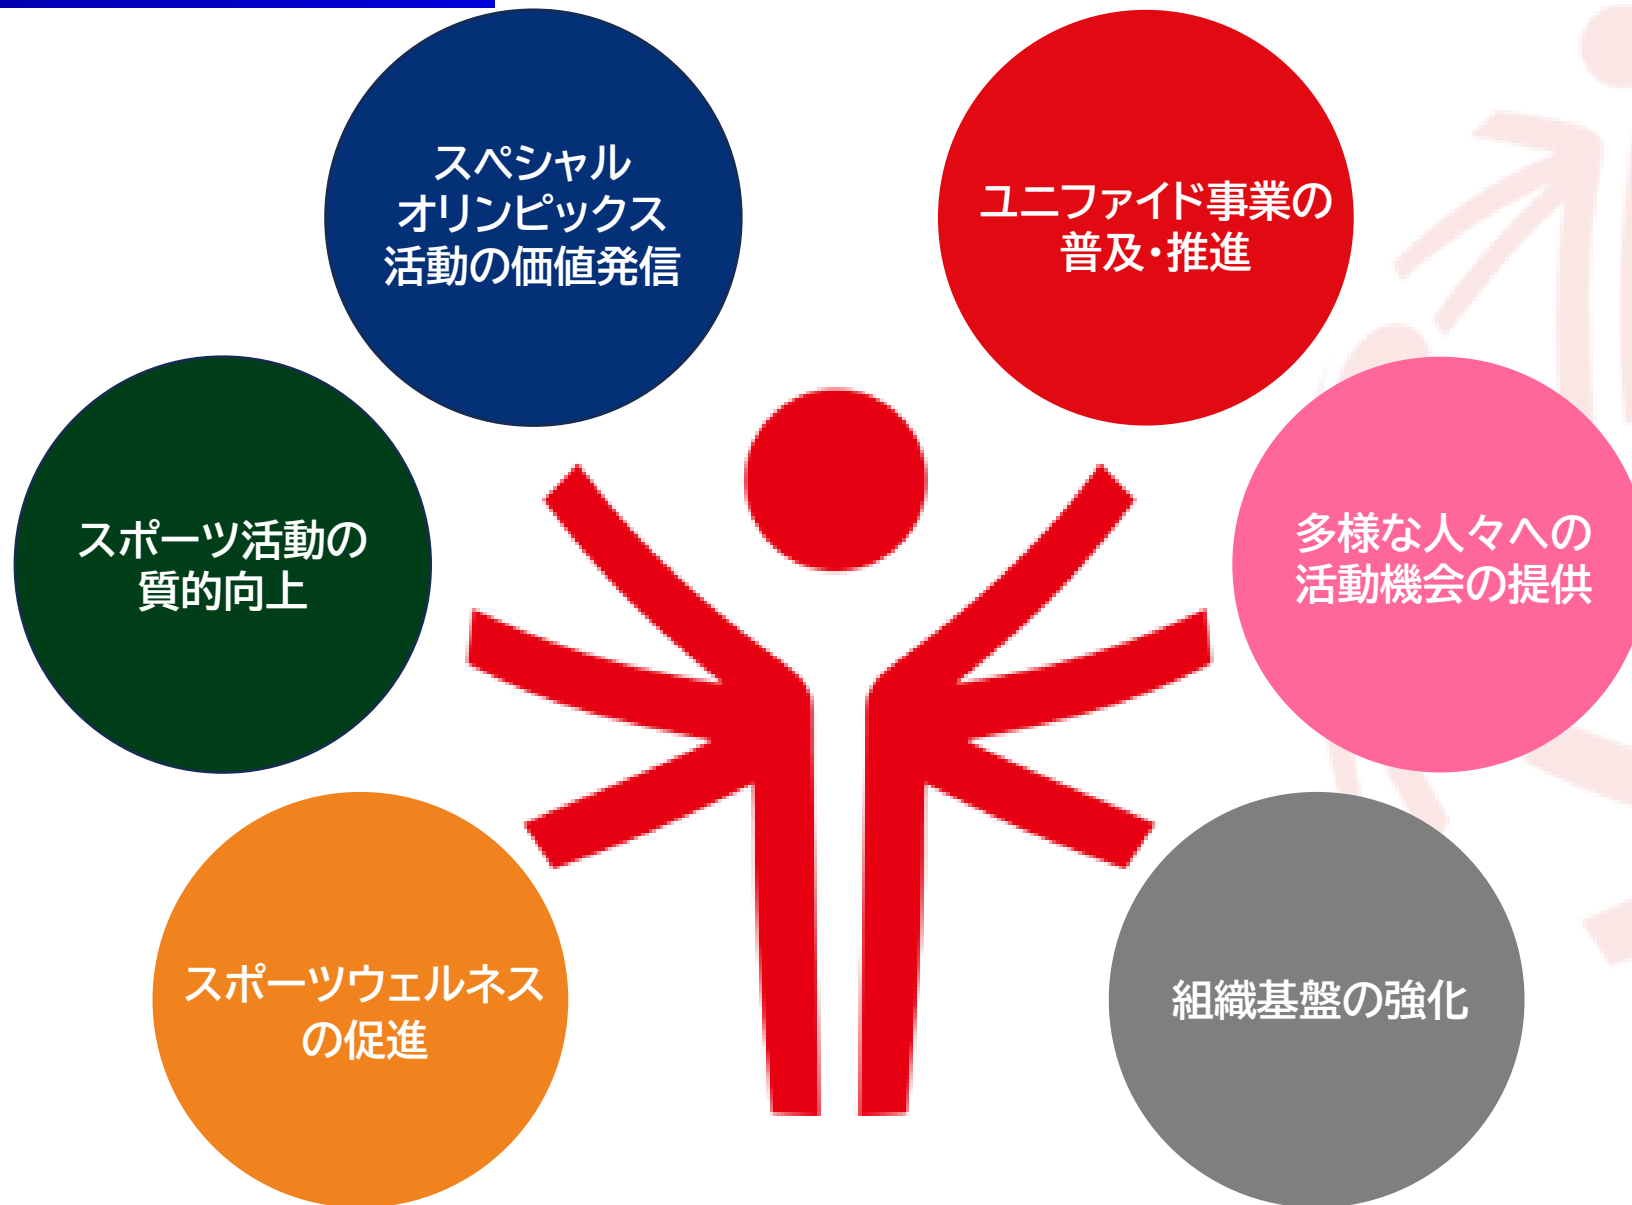 スペシャル
オリンピックス
活動の価値発信
ユニファイド事業の
普及・推進
スポーツ活動の
質的向上
多様な人々への
活動機会の提供
スポーツウェルネス
の促進
組織基盤の強化